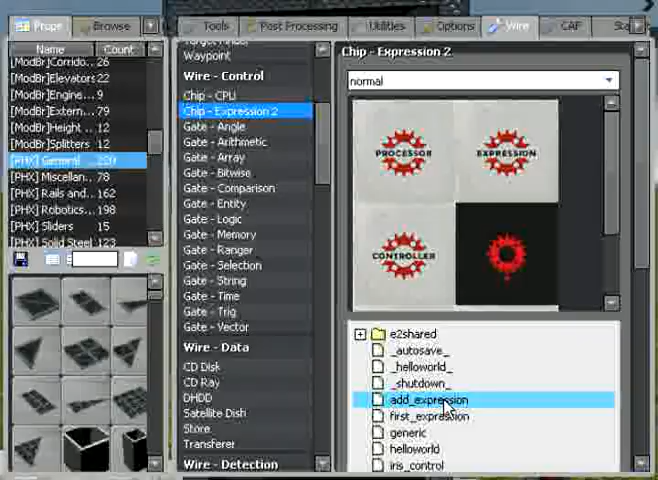 Props
Browse
Tools
Post Processing
Utilities
Options
Wire
CAF
Name
Count
[ModBr]Corrido... 26
[ModBr]Elevators 22
[ModBr]Engine... 9
[ModBr]Extern... 79
[ModBr]Height ... 12
[ModBr]Splitters 12
[PHX] General 220
[PHX] Miscellan... 78
[PHX] Rails and... 162
[PHX] Robotics... 198
[PHX] Sliders 15
[PHX] Solid Steel 123
Waypoint
Wire - Control
Chip - CPU
Chip - Expression 2
Gate - Angle
Gate - Arithmetic
Gate - Array
Gate - Bitwise
Gate - Comparison
Gate - Entity
Gate - Logic
Gate - Memory
Gate - Ranger
Gate - Selection
Gate - String
Gate - Time
Gate - Trig
Gate - Vector
Wire - Data
CD Disk
CD Ray
DHDD
Satellite Dish
Store
Transferer
Wire - Detection
Chip - Expression 2
normal
PROCESSOR
EXPRESSION
CONTROLLER
e2shared
_autosave_
_helloworld_
_shutdown_
add_expression
first_expression
generic
helloworld
iris_control